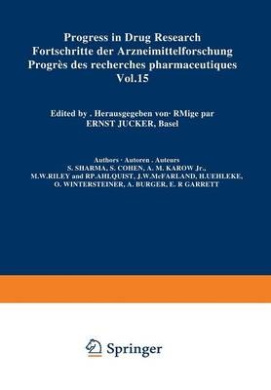 Progress in Drug Research
Fortschritte der Arzneimittelforschung
Progrès des recherches pharmaceutiques
Vol.15
Edited by . Herausgegeben von· RMige par
ERNST JUCKER, Basel
Authors · Autoren . Auteurs
S. SHARMA, S. COHEN, A. M. KAROW Jr.,
M.W.RILEY and RP.AHLQUIST, J.W.McFARLAND, H.UEHLEKE,
O. WINTERSTEINER, A. BURGER, E. R GARRETT
Springer